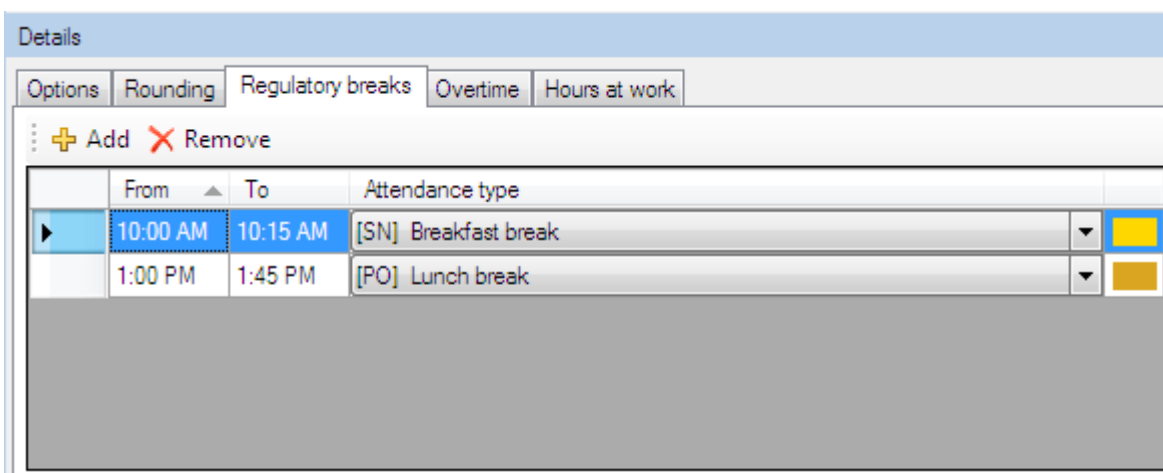 Details
Options Rounding Regulatory breaks Overtime Hours at work
Add Remove
From To Attendance type
10:00 AM 10:15 AM [SN] Breakfast break
1:00 PM 1:45 PM [PO] Lunch break